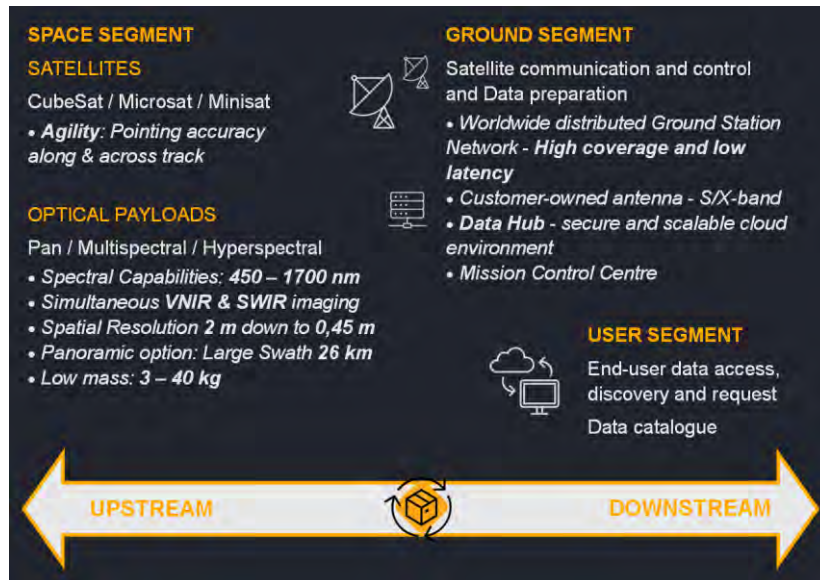 SPACE SEGMENT
SATELLITES
CubeSat / Microsat / Minisat
• Agility: Pointing accuracy
along & across track
OPTICAL PAYLOADS
Pan / Multispectral / Hyperspectral
• Spectral Capabilities: 450 – 1700 nm
• Simultaneous VNIR & SWIR imaging
• Spatial Resolution 2 m down to 0,45 m
• Panoramic option: Large Swath 26 km
• Low mass: 3 – 40 kg
GROUND SEGMENT
Satellite communication and control
and Data preparation
• Worldwide distributed Ground Station
Network - High coverage and low
latency
• Customer-owned antenna - S/X-band
• Data Hub - secure and scalable cloud
environment
• Mission Control Centre
USER SEGMENT
End-user data access,
discovery and request
Data catalogue
UPSTREAM
DOWNSTREAM